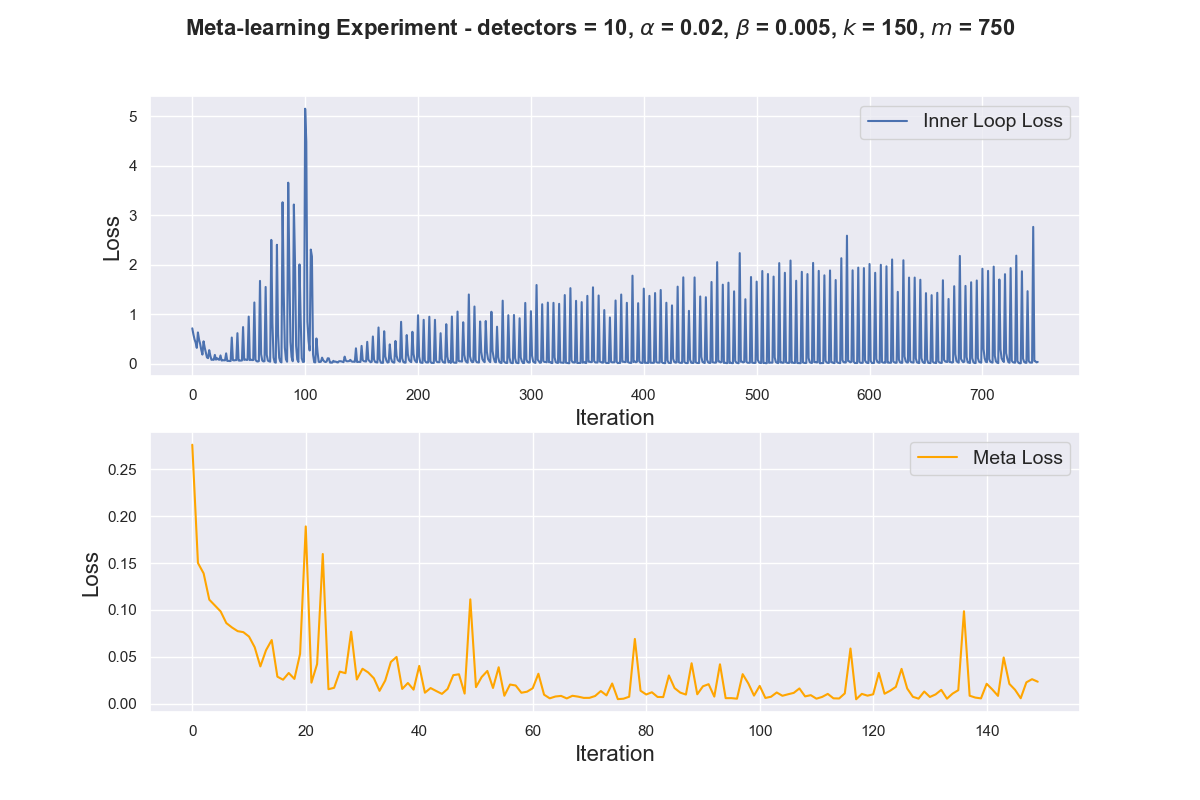 Meta-learning Experiment - detectors = 10, α = 0.02, β = 0.005, k = 150, m = 750
Inner Loop Loss
5
4
3
2
1
0
Loss
0 100 200 300 400 500 600 700
Iteration
Meta Loss
0.25
0.20
0.15
0.10
0.05
0.00
Loss
0 20 40 60 80 100 120 140
Iteration